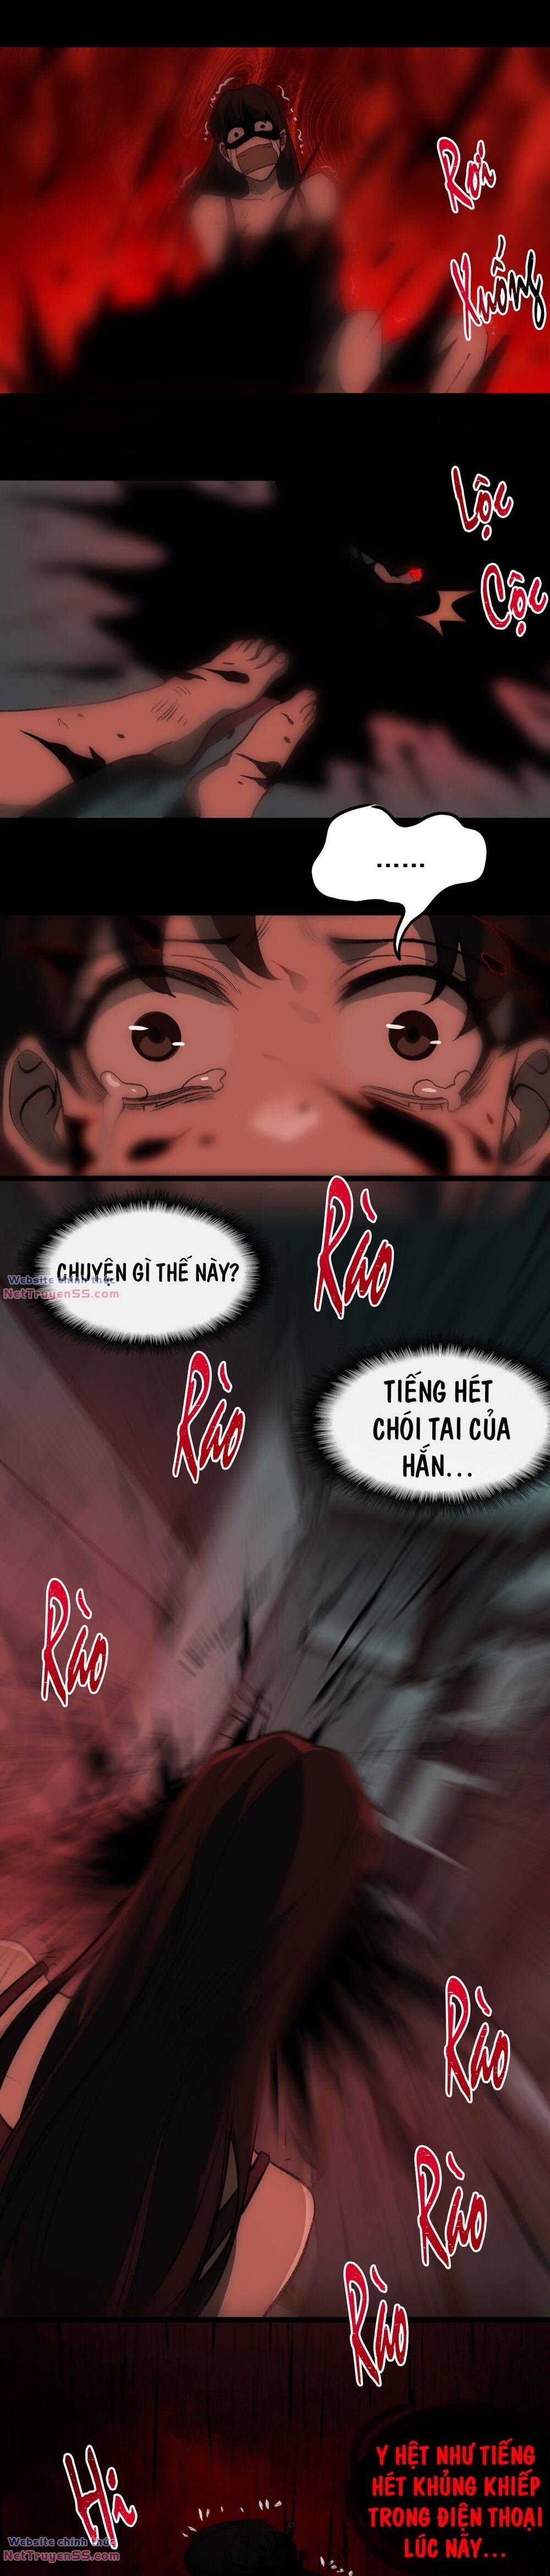 Rơi
Xuống
Lộc
Cộc
......
Rào
CHUYỆN GÌ THẾ NÀY?
Website chính thức
NetTruyenSS.com
Rào
TIẾNG HÉT
CHÓI TAI CỦA
HẮN...
Rào
Rào
Rào
Rào
Y HỆT NHƯ TIẾNG
HÉT KHỦNG KHIẾP
TRONG ĐIỆN THOẠI
LÚC NÃY...
Hi
Website chính thức
NetTruyenSS.com